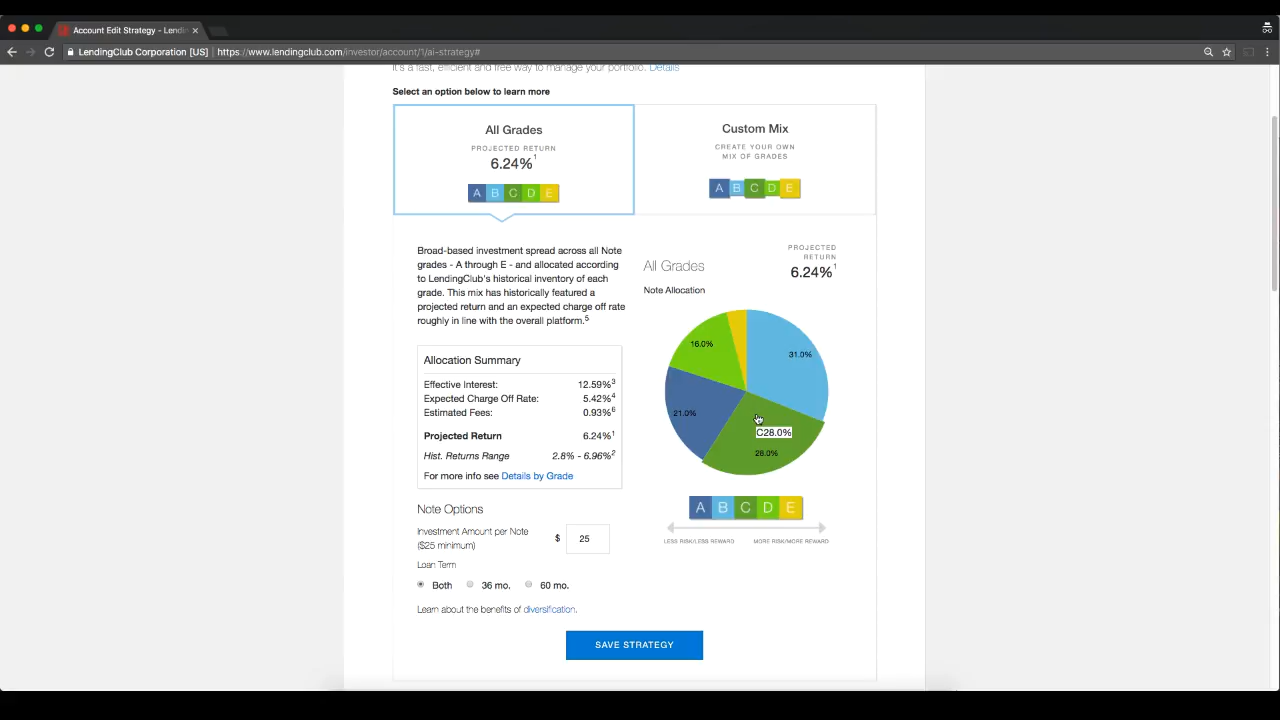 Account Edit Strategy - Lendin
LendingClub Corporation [US] | https://www.lendingclub.com/investor/account/1/ai-strategy#
It's a fast, efficient and free way to manage your portfolio. Details
Select an option below to learn more
All Grades
PROJECTED RETURN
6.24%1
A B C D E
Custom Mix
CREATE YOUR OWN
MIX OF GRADES
A B C D E
Broad-based investment spread across all Note
grades - A through E - and allocated according
to LendingClub's historical inventory of each
grade. This mix has historically featured a
projected return and an expected charge off rate
roughly in line with the overall platform.5
Allocation Summary
Effective Interest: 12.59%3
Expected Charge Off Rate: 5.42%4
Estimated Fees: 0.93%6
Projected Return 6.24%1
Hist. Returns Range 2.8% - 6.96%2
For more info see Details by Grade
Note Options
Investment Amount per Note
($25 minimum)
$ 25
Loan Term
Both 36 mo. 60 mo.
Learn about the benefits of diversification.
All Grades
PROJECTED
RETURN
6.24%1
Note Allocation
16.0%
31.0%
21.0%
C28.0%
28.0%
A B C D E
LESS RISK/LESS REWARD MORE RISK/MORE REWARD
SAVE STRATEGY